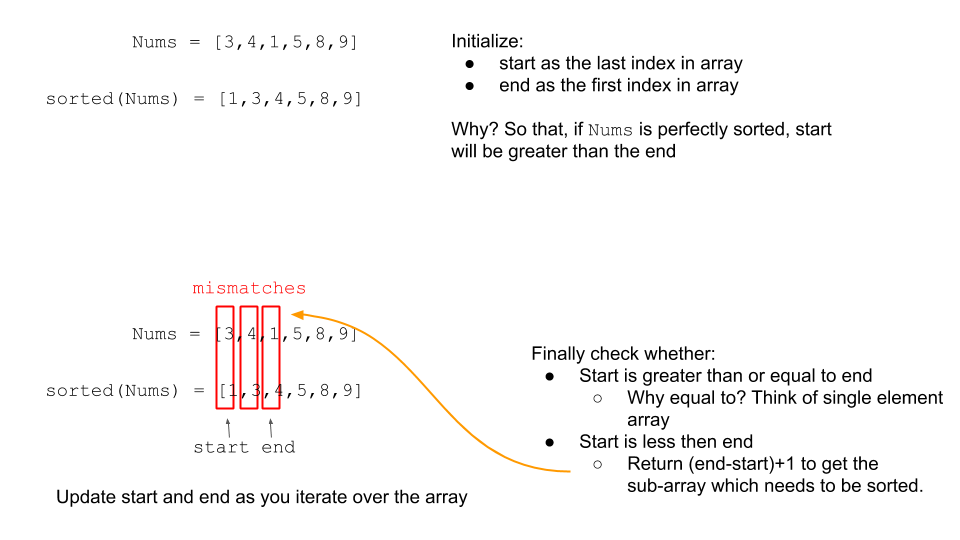 Nums = [3,4,1,5,8,9]
sorted(Nums) = [1,3,4,5,8,9]
Initialize:
● start as the last index in array
● end as the first index in array
Why? So that, if Nums is perfectly sorted, start
will be greater than the end
mismatches
Nums = [3,4,1,5,8,9]
sorted(Nums) = [1,3,4,5,8,9]
start end
Update start and end as you iterate over the array
Finally check whether:
● Start is greater than or equal to end
○ Why equal to? Think of single element
array
● Start is less then end
○ Return (end-start)+1 to get the
sub-array which needs to be sorted.